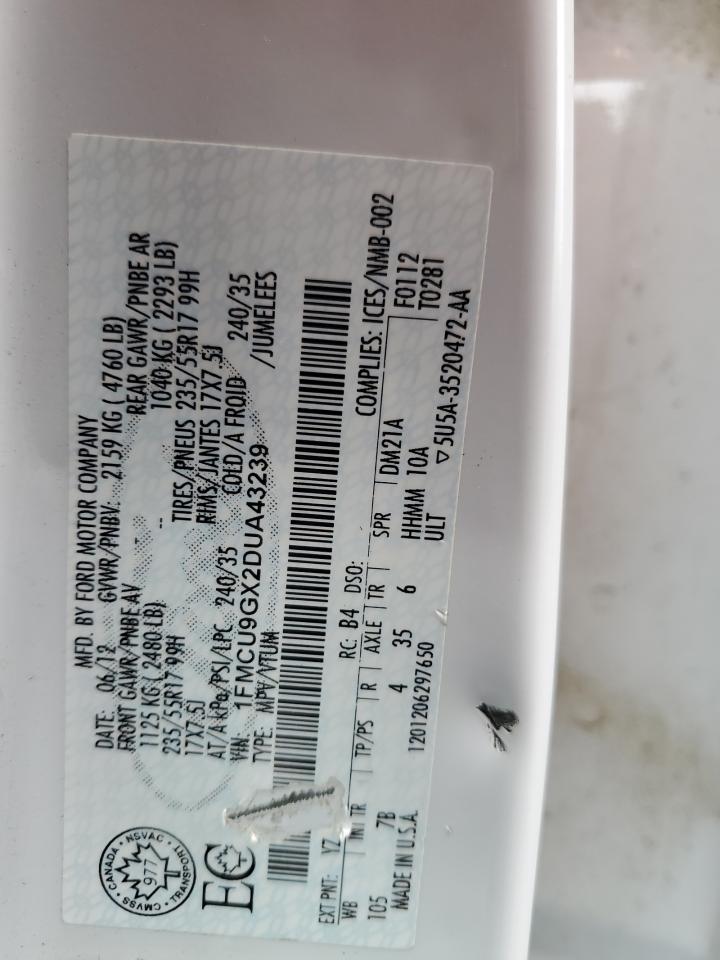 MFD. BY FORD MOTOR COMPANY
DATE: 06/12 GVWR/PNBV: 2159 KG ( 4760 LB)
FRONT GAWR/PNBE AV REAR GAWR/PNBE AR
1125 KG ( 2480 LB) -- 1040 KG ( 2293 LB)
235/55R17 99H TIRES/PNEUS 235/55R17 99H
17X7.5J RIMS/JANTES 17X7.5J
AT/A kPa/PSI/LPC 240/35 COLD/A FROID 240/35
VIN: 1FMCU9GX2DUA43239 /JUMELEES
TYPE: MPV/VTUM
CANADA · NSVAC · TRANSPORT · CMVSS ·
977
EC
EXT PNT: YZ RC: B4 DSO: COMPLIES: ICES/NMB-002
WB INT TR TP/PS R AXLE TR SPR DM21A F0112
105 7B 4 35 6 HHMM 10A T0281
MADE IN U.S.A. ULT ▽5U5A-3520472-AA
1201206297650